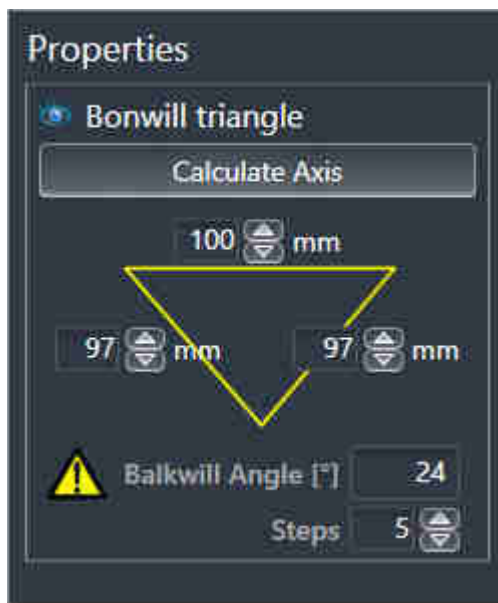 Properties
Bonwill triangle
Calculate Axis
100 mm
97 mm 97 mm
Balkwill Angle [°] 24
Steps 5